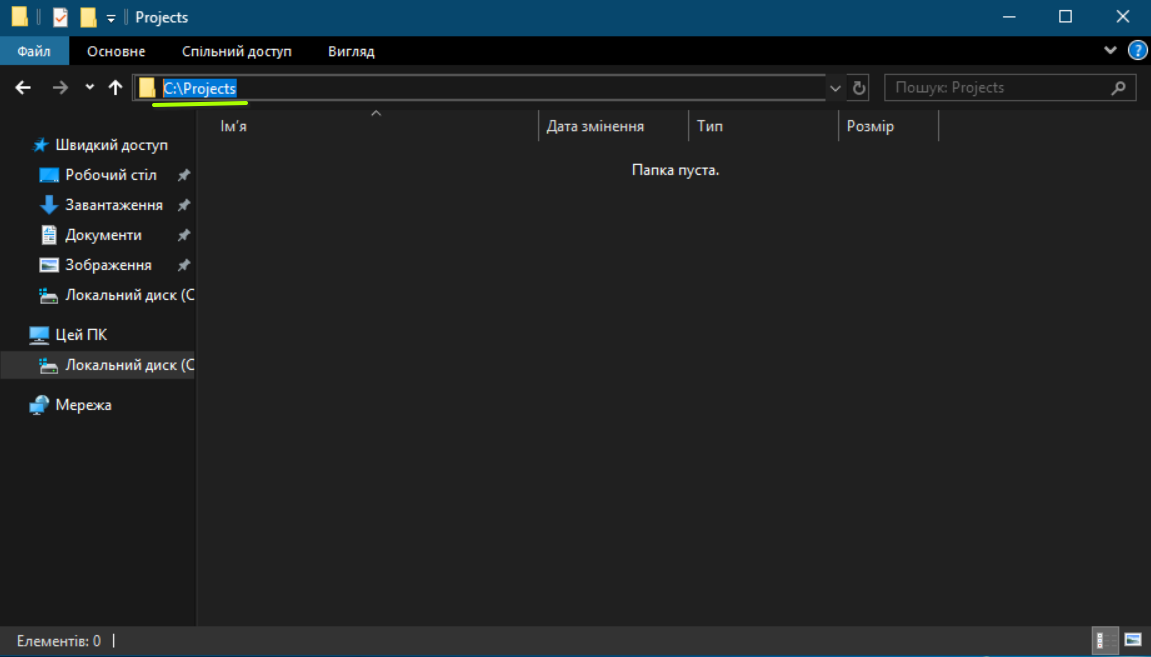 Projects
Файл Основне Спільний доступ Вигляд
C:\Projects Пошук: Projects
Ім'я Дата змінення Тип Розмір
Папка пуста.
Швидкий доступ
Робочий стіл
Завантаження
Документи
Зображення
Локальний диск (C
Цей ПК
Локальний диск (C
Мережа
Елементів: 0